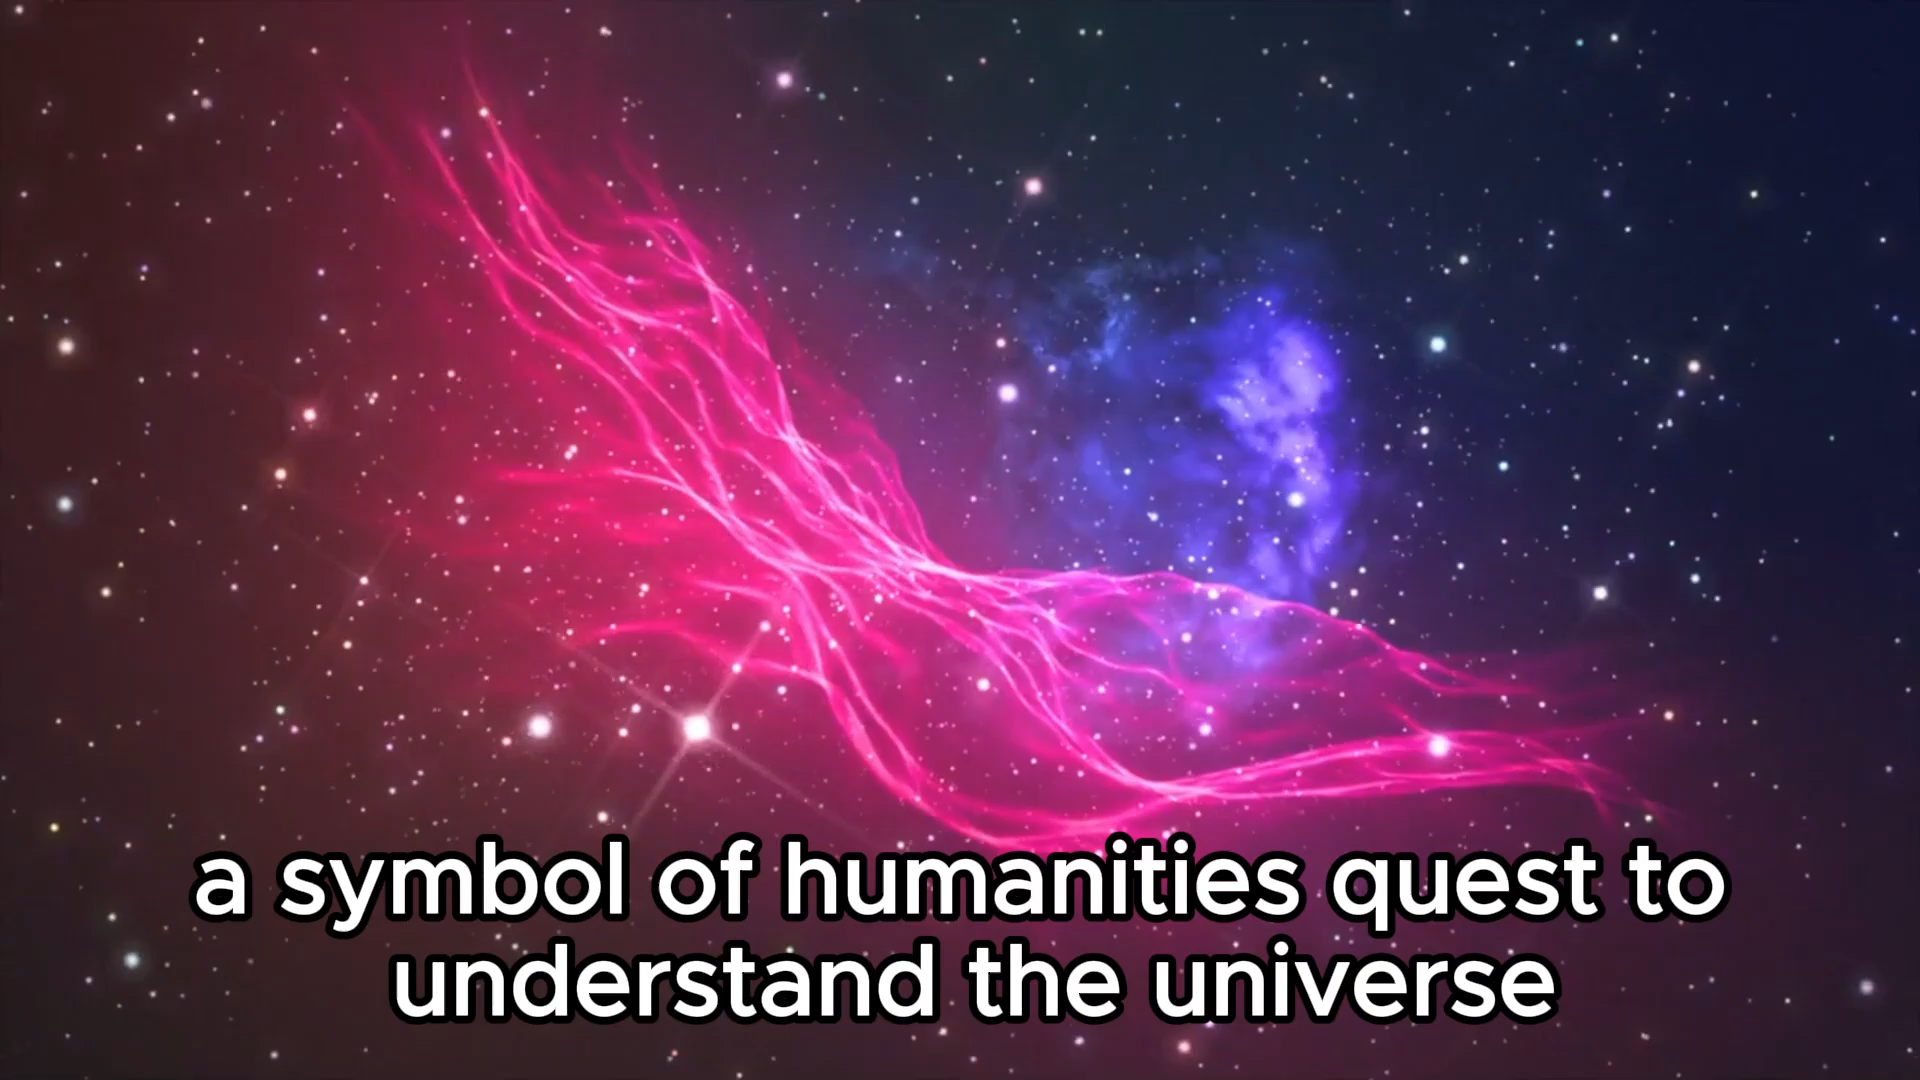 a symbol of humanities quest to
understand the universe